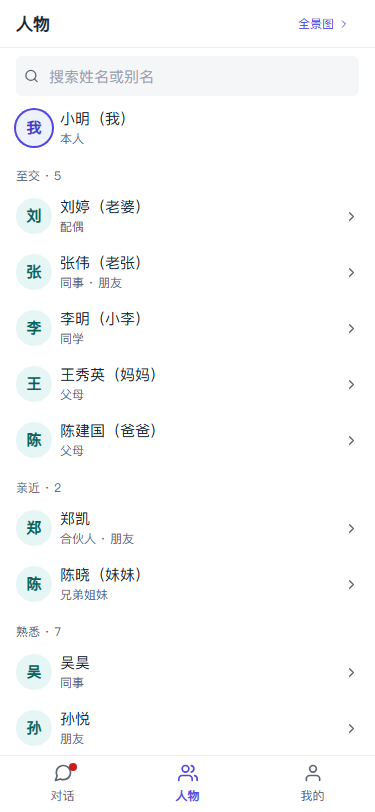 人物
全景图
搜索姓名或别名
我
小明（我）
本人
至交 · 5
刘
刘婷（老婆）
配偶
张
张伟（老张）
同事 · 朋友
李
李明（小李）
同学
王
王秀英（妈妈）
父母
陈
陈建国（爸爸）
父母
亲近 · 2
郑
郑凯
合伙人 · 朋友
陈
陈晓（妹妹）
兄弟姐妹
熟悉 · 7
吴
吴昊
同事
孙
孙悦
朋友
对话
人物
我的